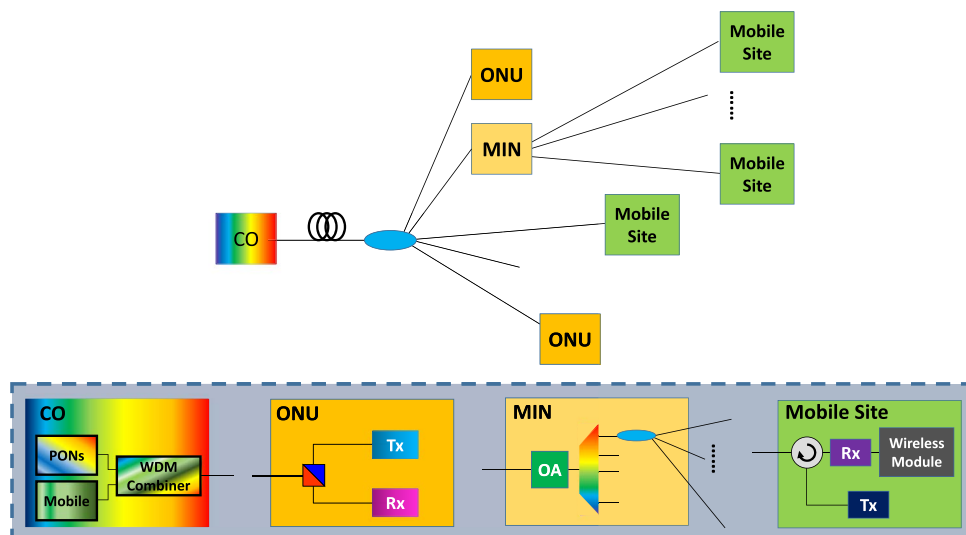 Mobile
Site
ONU
MIN
Mobile
Site
Mobile
Site
CO
ONU
CO
PONs
Mobile
WDM
Combiner
ONU
Tx
Rx
MIN
OA
Mobile Site
Rx
Wireless
Module
Tx